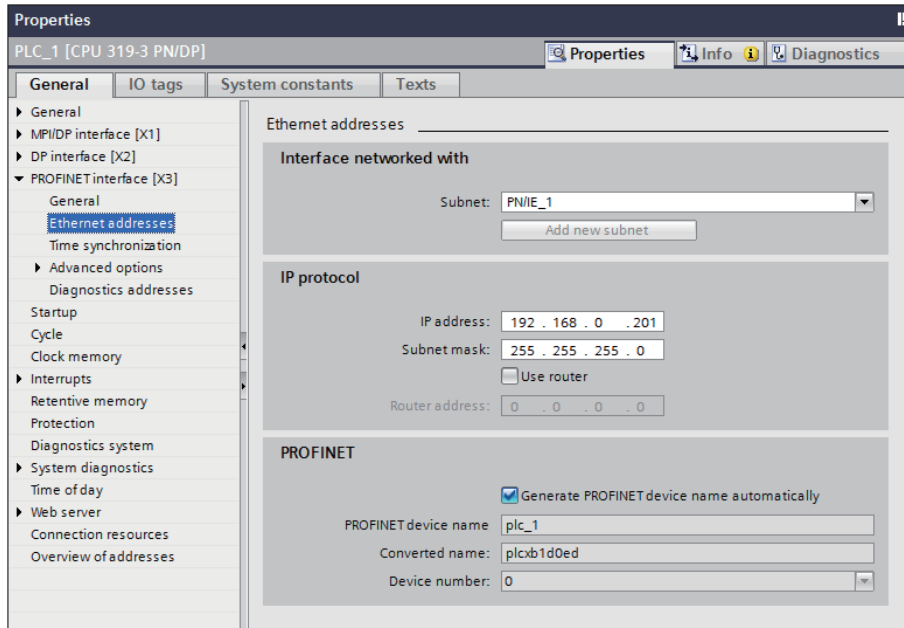 Properties
PLC_1 [CPU 319-3 PN/DP]
Properties
Info
Diagnostics
General
IO tags
System constants
Texts
General
MPI/DP interface [X1]
DP interface [X2]
PROFINET interface [X3]
General
Ethernet addresses
Time synchronization
Advanced options
Diagnostics addresses
Startup
Cycle
Clock memory
Interrupts
Retentive memory
Protection
Diagnostics system
System diagnostics
Time of day
Web server
Connection resources
Overview of addresses
Ethernet addresses
Interface networked with
Subnet: PN/IE_1
Add new subnet
IP protocol
IP address: 192 . 168 . 0 . 201
Subnet mask: 255 . 255 . 255 . 0
Use router
Router address: 0 . 0 . 0 . 0
PROFINET
Generate PROFINET device name automatically
PROFINET device name plc_1
Converted name: plcxb1d0ed
Device number: 0